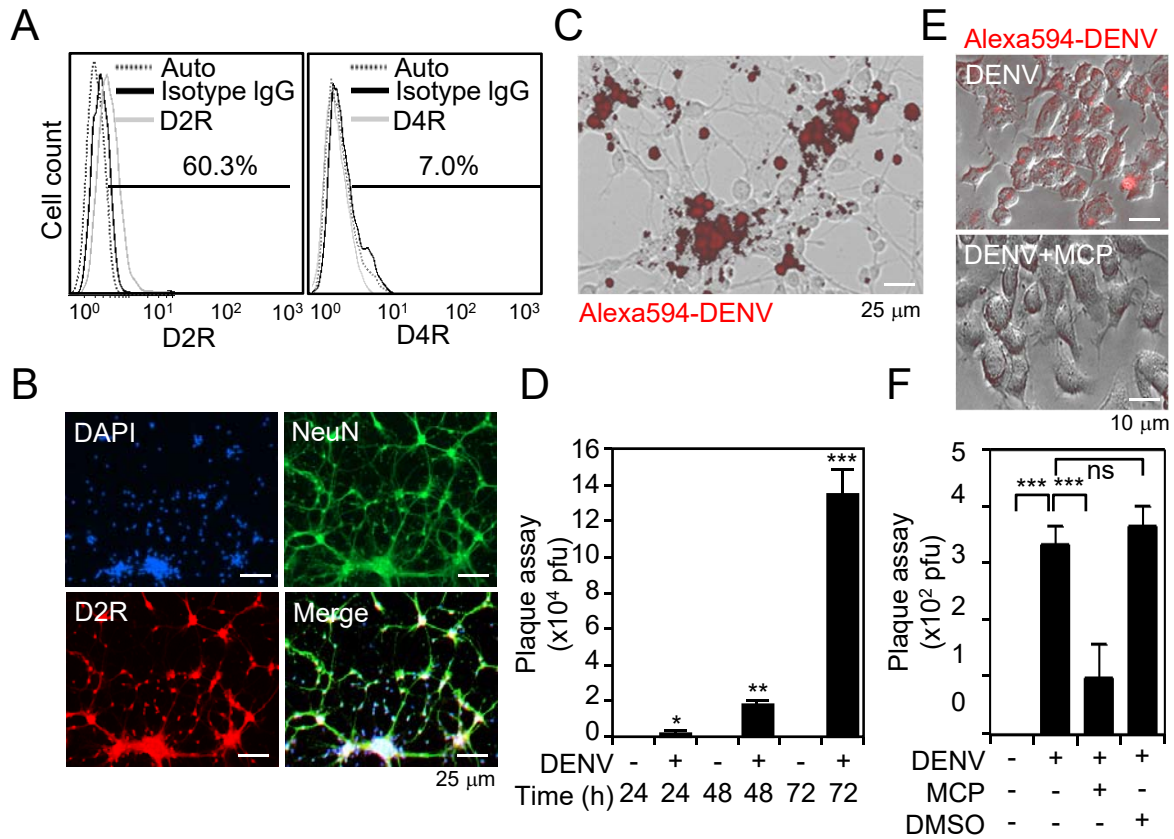 A
Auto
Isotype IgG
D2R
60.3%
Cell count
10⁰ 10¹ 10² 10³
D2R
Auto
Isotype IgG
D4R
7.0%
10⁰ 10¹ 10² 10³
D4R
B
DAPI
NeuN
D2R
Merge
25 μm
C
Alexa594-DENV
25 μm
D
Plaque assay
(x10⁴ pfu)
16
14
12
10
8
6
4
2
0
*
**
***
DENV - + - + - +
Time (h) 24 24 48 48 72 72
E
Alexa594-DENV
DENV
DENV+MCP
10 μm
F
Plaque assay
(x10² pfu)
5
4
3
2
1
0
ns
*** ***
DENV - + + +
MCP - - + -
DMSO - - - +